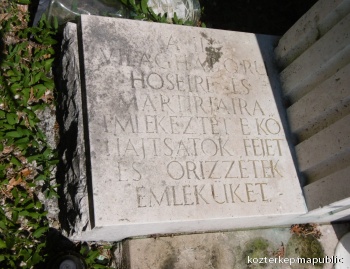 A
VILÁGHÁBORÚ
HŐSEIRE ÉS
MÁRTÍRJAIRA
EMLÉKEZTET E KŐ
HAJTSATOK FEJET
ÉS ŐRIZZÉTEK
EMLÉKÜKET.
kozterkep.mapublic